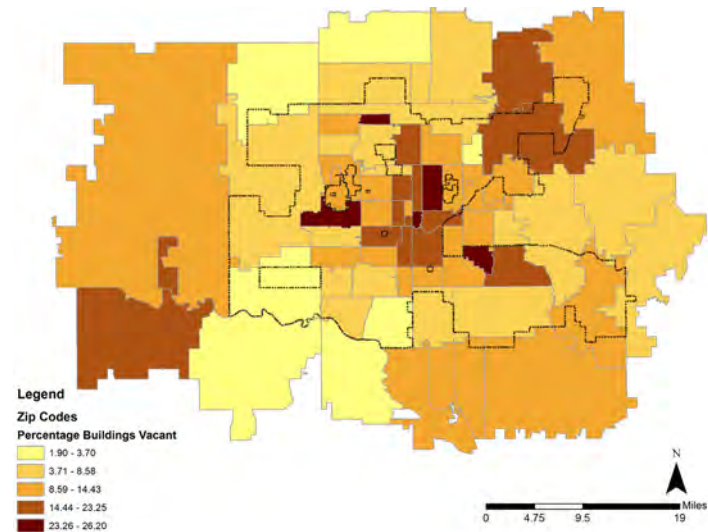 Legend
Zip Codes
Percentage Buildings Vacant
1.90 - 3.70
3.71 - 8.58
8.59 - 14.43
14.44 - 23.25
23.26 - 26.20
N
Miles
0 4.75 9.5 19